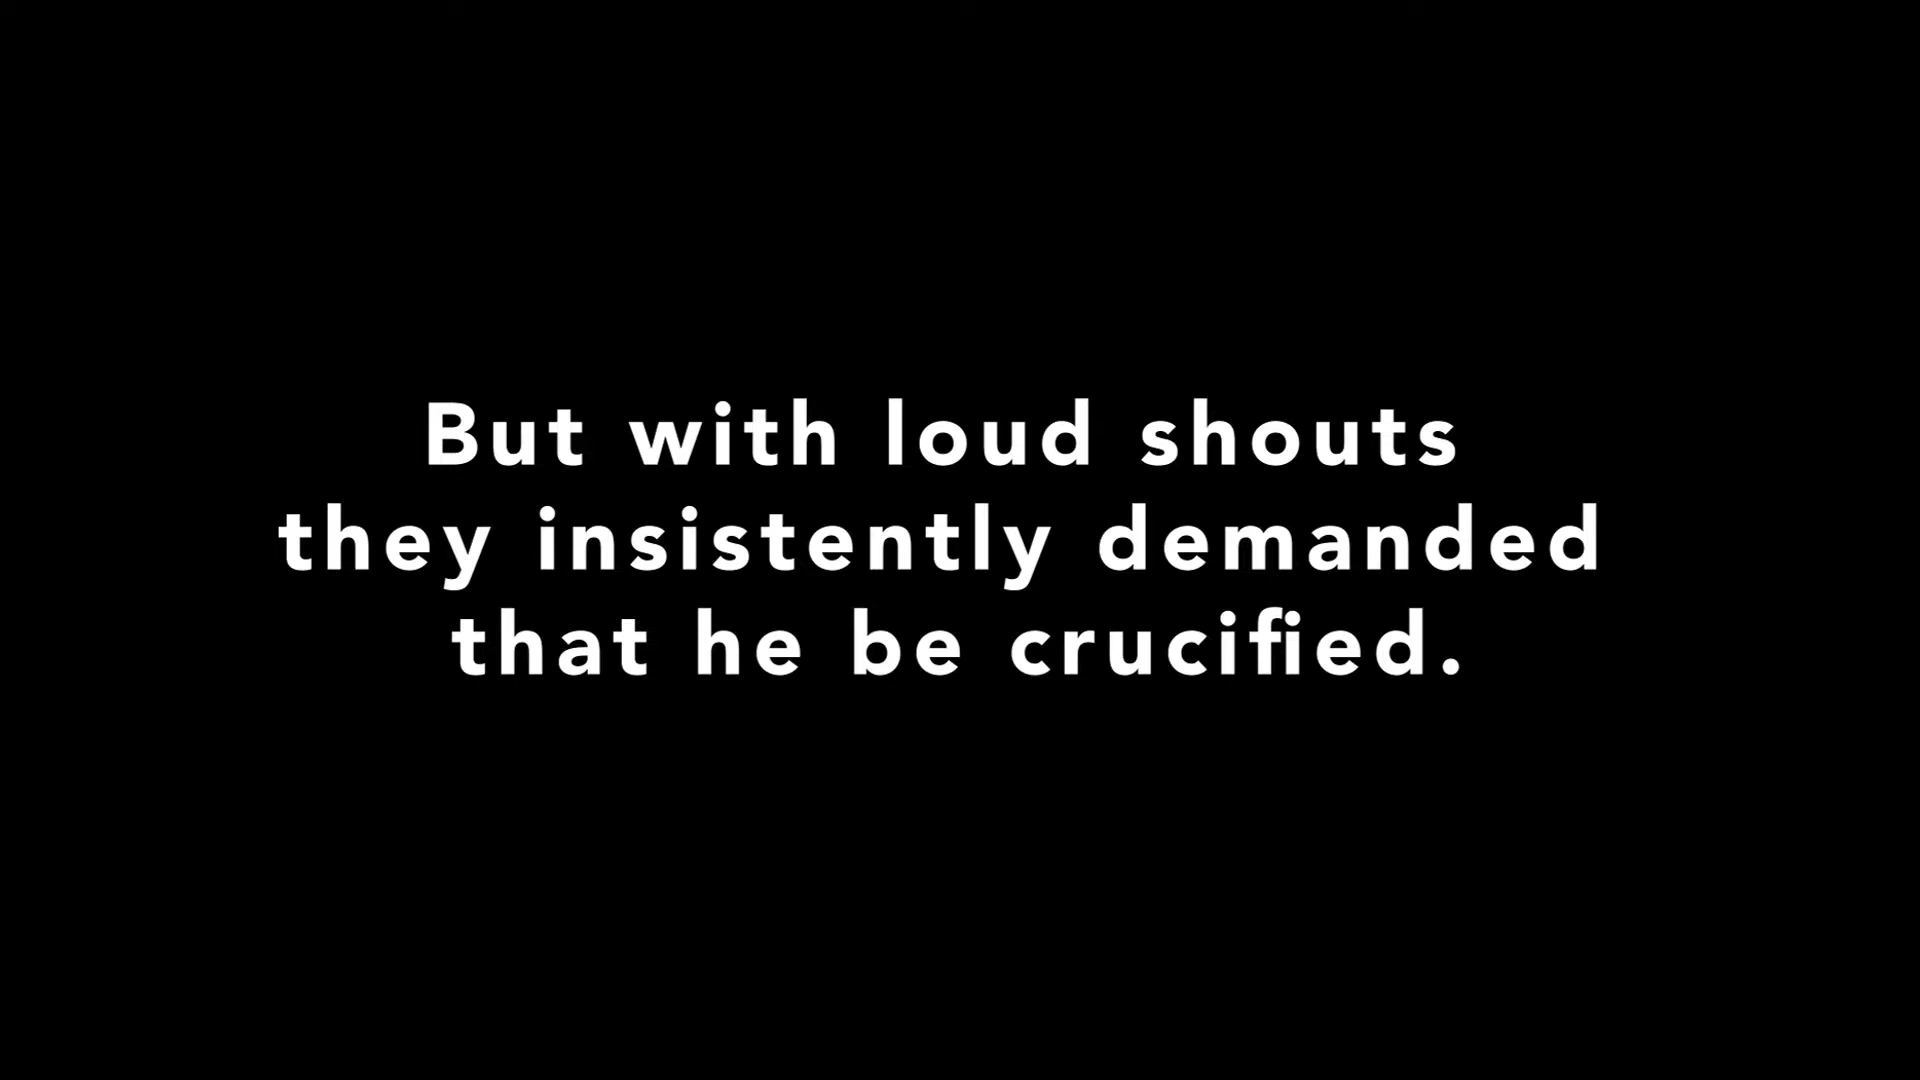 But with loud shouts
they insistently demanded
that he be crucified.